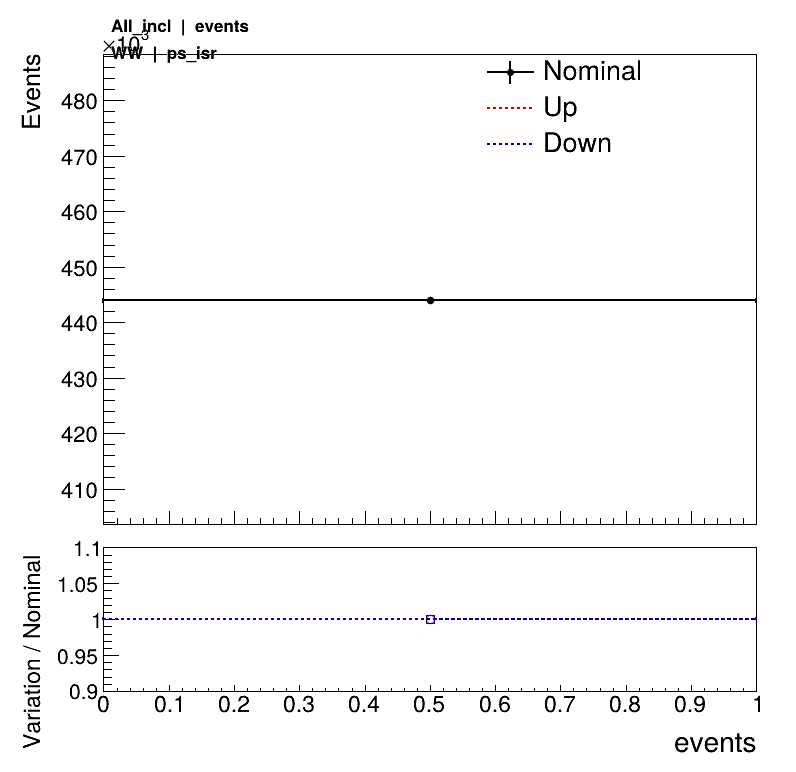 All_incl | events
×10³
WW | ps_isr
Events
Nominal
Up
Down
480
470
460
450
440
430
420
410
Variation / Nominal
1.1
1.05
1
0.95
0.9
0 0.1 0.2 0.3 0.4 0.5 0.6 0.7 0.8 0.9 1
events